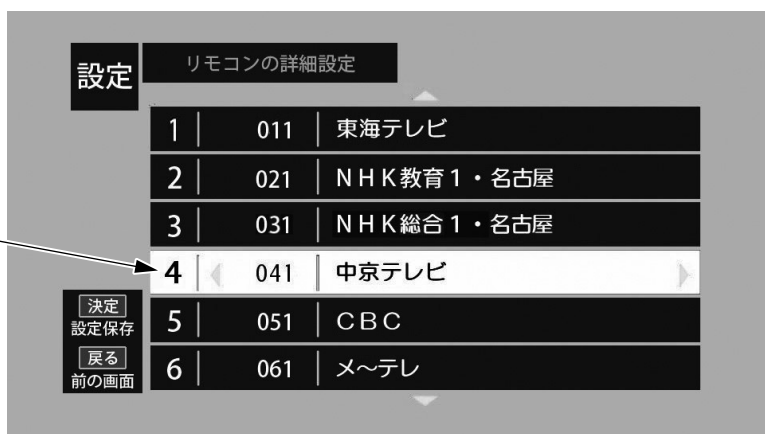 設定
リモコンの詳細設定
1 011 東海テレビ
2 021 NHK教育1・名古屋
3 031 NHK総合1・名古屋
4 041 中京テレビ
5 051 CBC
6 061 メ~テレ
決定
設定保存
戻る
前の画面